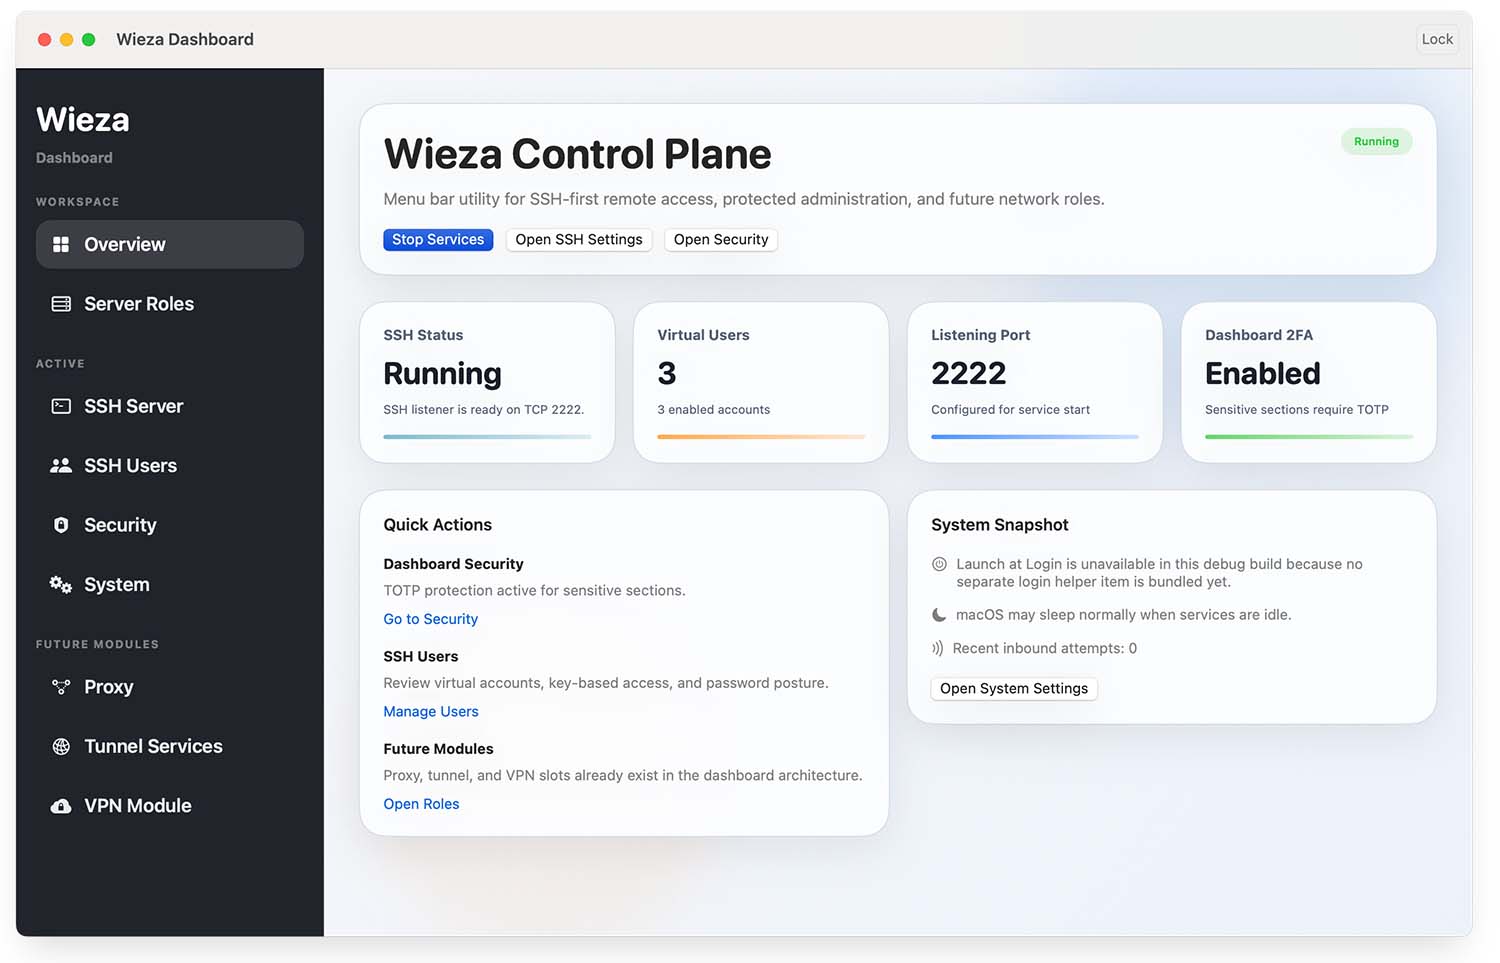 Wieza Dashboard
Lock
Wieza
Dashboard
WORKSPACE
Overview
Server Roles
ACTIVE
SSH Server
SSH Users
Security
System
FUTURE MODULES
Proxy
Tunnel Services
VPN Module
Wieza Control Plane
Running
Menu bar utility for SSH-first remote access, protected administration, and future network roles.
Stop Services
Open SSH Settings
Open Security
SSH Status
Running
SSH listener is ready on TCP 2222.
Virtual Users
3
3 enabled accounts
Listening Port
2222
Configured for service start
Dashboard 2FA
Enabled
Sensitive sections require TOTP
Quick Actions
Dashboard Security
TOTP protection active for sensitive sections.
Go to Security
SSH Users
Review virtual accounts, key-based access, and password posture.
Manage Users
Future Modules
Proxy, tunnel, and VPN slots already exist in the dashboard architecture.
Open Roles
System Snapshot
Launch at Login is unavailable in this debug build because no
separate login helper item is bundled yet.
macOS may sleep normally when services are idle.
Recent inbound attempts: 0
Open System Settings